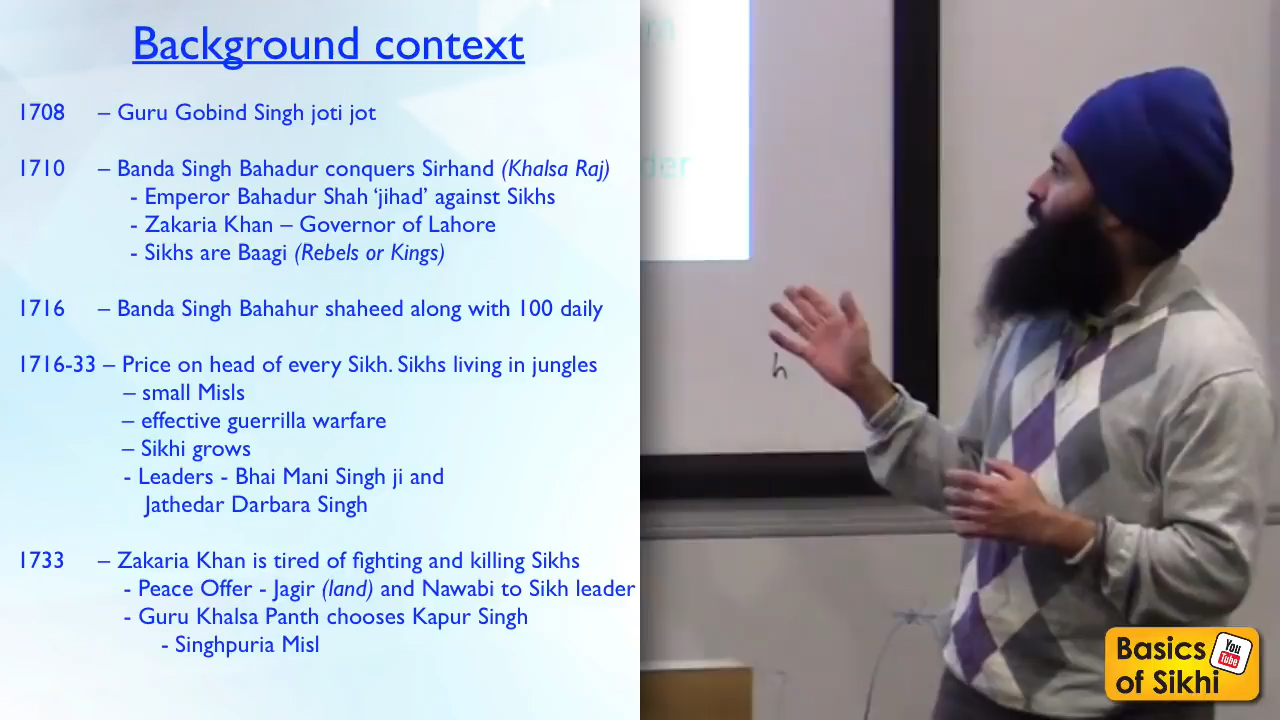 Background context
1708 – Guru Gobind Singh joti jot
1710 – Banda Singh Bahadur conquers Sirhand (Khalsa Raj)
- Emperor Bahadur Shah ‘jihad’ against Sikhs
- Zakaria Khan – Governor of Lahore
- Sikhs are Baagi (Rebels or Kings)
1716 – Banda Singh Bahahur shaheed along with 100 daily
1716-33 – Price on head of every Sikh. Sikhs living in jungles
– small Misls
– effective guerrilla warfare
– Sikhi grows
- Leaders - Bhai Mani Singh ji and
Jathedar Darbara Singh
1733 – Zakaria Khan is tired of fighting and killing Sikhs
- Peace Offer - Jagir (land) and Nawabi to Sikh leader
- Guru Khalsa Panth chooses Kapur Singh
- Singhpuria Misl
h
Basics
of Sikhi
You
Tube